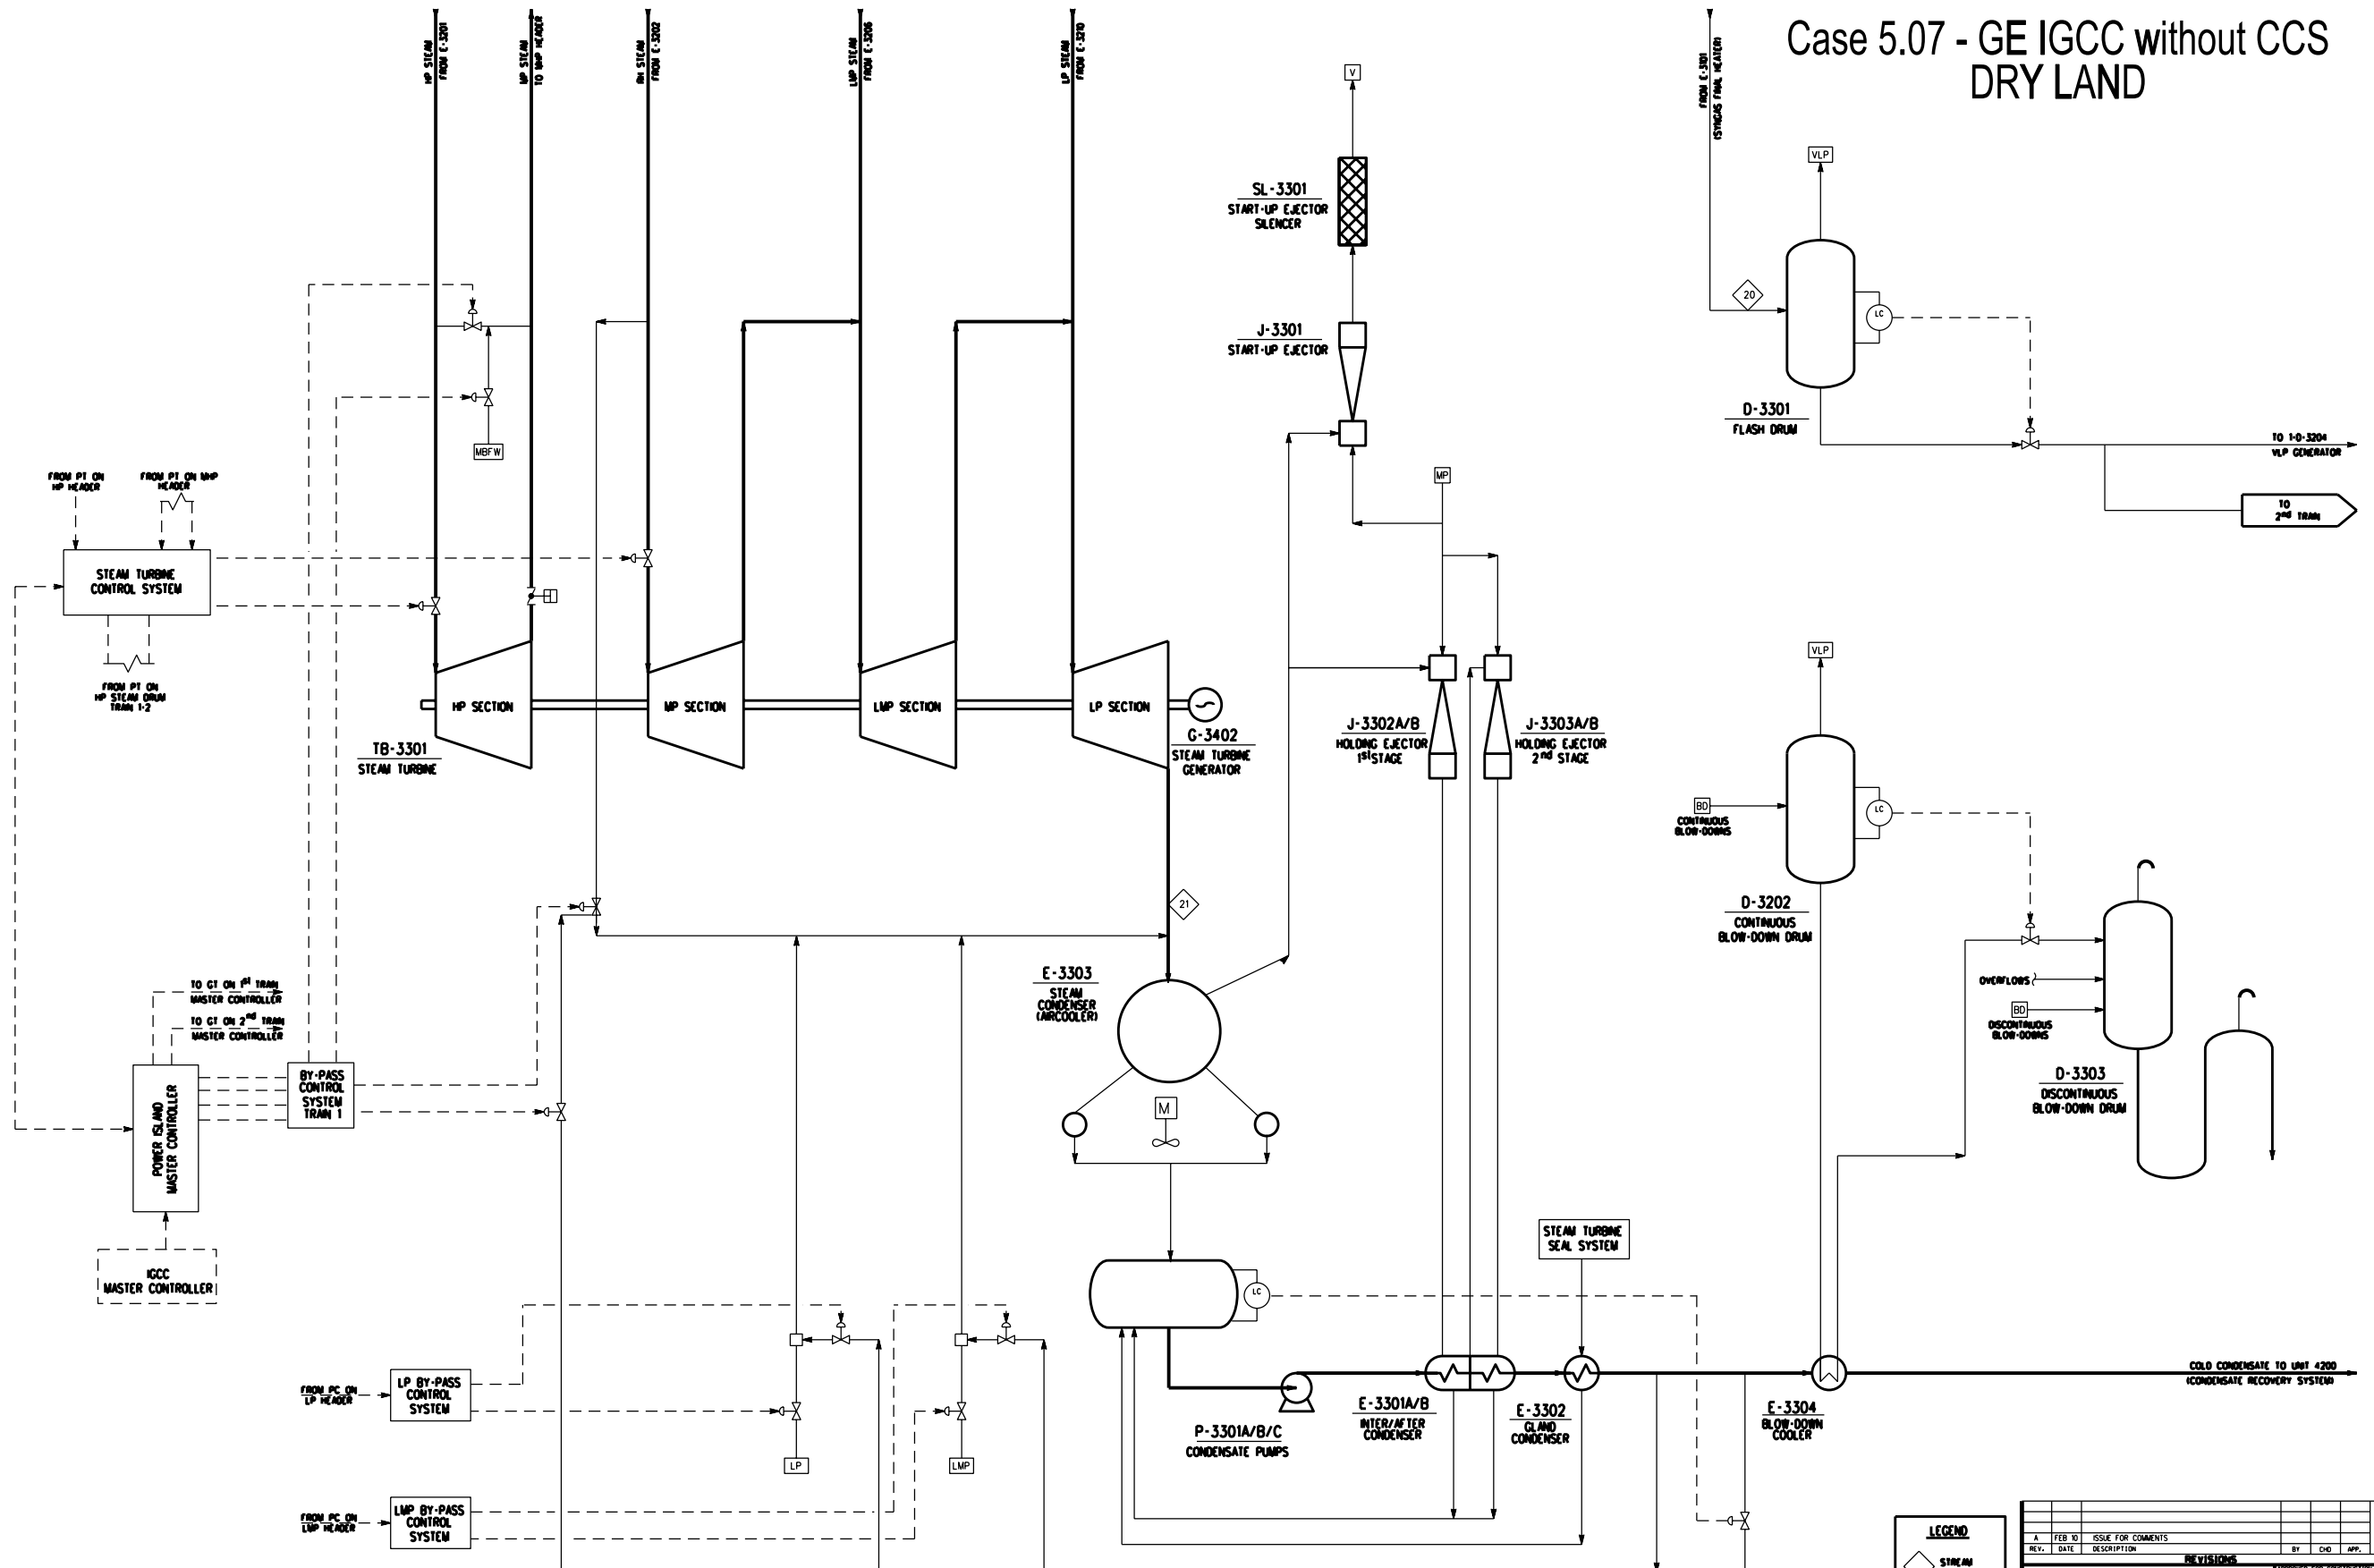 Case 5.07 - GE IGCC without CCS
DRY LAND
HP STEAM
FROM E-3201
MP STEAM
TO MHP HEADER
RH STEAM
FROM E-3202
LMP STEAM
FROM E-3206
LP STEAM
FROM E-3210
FROM E-3101
(SYNGAS FINAL HEATER)
V
SL-3301
START-UP EJECTOR
SILENCER
J-3301
START-UP EJECTOR
VLP
20
LC
D-3301
FLASH DRUM
TO 1-D-3204
VLP GENERATOR
TO
2nd TRAIN
MBFW
MP
FROM PT ON
HP HEADER
FROM PT ON MHP
HEADER
STEAM TURBINE
CONTROL SYSTEM
FROM PT ON
HP STEAM DRUM
TRAIN 1-2
HP SECTION
MP SECTION
LMP SECTION
LP SECTION
TB-3301
STEAM TURBINE
G-3402
STEAM TURBINE
GENERATOR
J-3302A/B
HOLDING EJECTOR
1st STAGE
J-3303A/B
HOLDING EJECTOR
2nd STAGE
VLP
BD
CONTINUOUS
BLOW-DOWNS
LC
D-3202
CONTINUOUS
BLOW-DOWN DRUM
21
OVERFLOWS
BD
DISCONTINUOUS
BLOW-DOWNS
D-3303
DISCONTINUOUS
BLOW-DOWN DRUM
E-3303
STEAM
CONDENSER
(AIRCOOLER)
M
TO GT ON 1st TRAIN
MASTER CONTROLLER
TO GT ON 2nd TRAIN
MASTER CONTROLLER
POWER ISLAND
MASTER CONTROLLER
BY-PASS
CONTROL
SYSTEM
TRAIN 1
IGCC
MASTER CONTROLLER
STEAM TURBINE
SEAL SYSTEM
LC
FROM PC ON
LP HEADER
LP BY-PASS
CONTROL
SYSTEM
LP
LMP
FROM PC ON
LMP HEADER
LMP BY-PASS
CONTROL
SYSTEM
P-3301A/B/C
CONDENSATE PUMPS
E-3301A/B
INTER/AFTER
CONDENSER
E-3302
GLAND
CONDENSER
E-3304
BLOW-DOWN
COOLER
COLD CONDENSATE TO UNIT 4200
(CONDENSATE RECOVERY SYSTEM)
LEGEND
STREAM
A FEB 10 ISSUE FOR COMMENTS
REV. DATE DESCRIPTION BY CHD APP.
REVISIONS